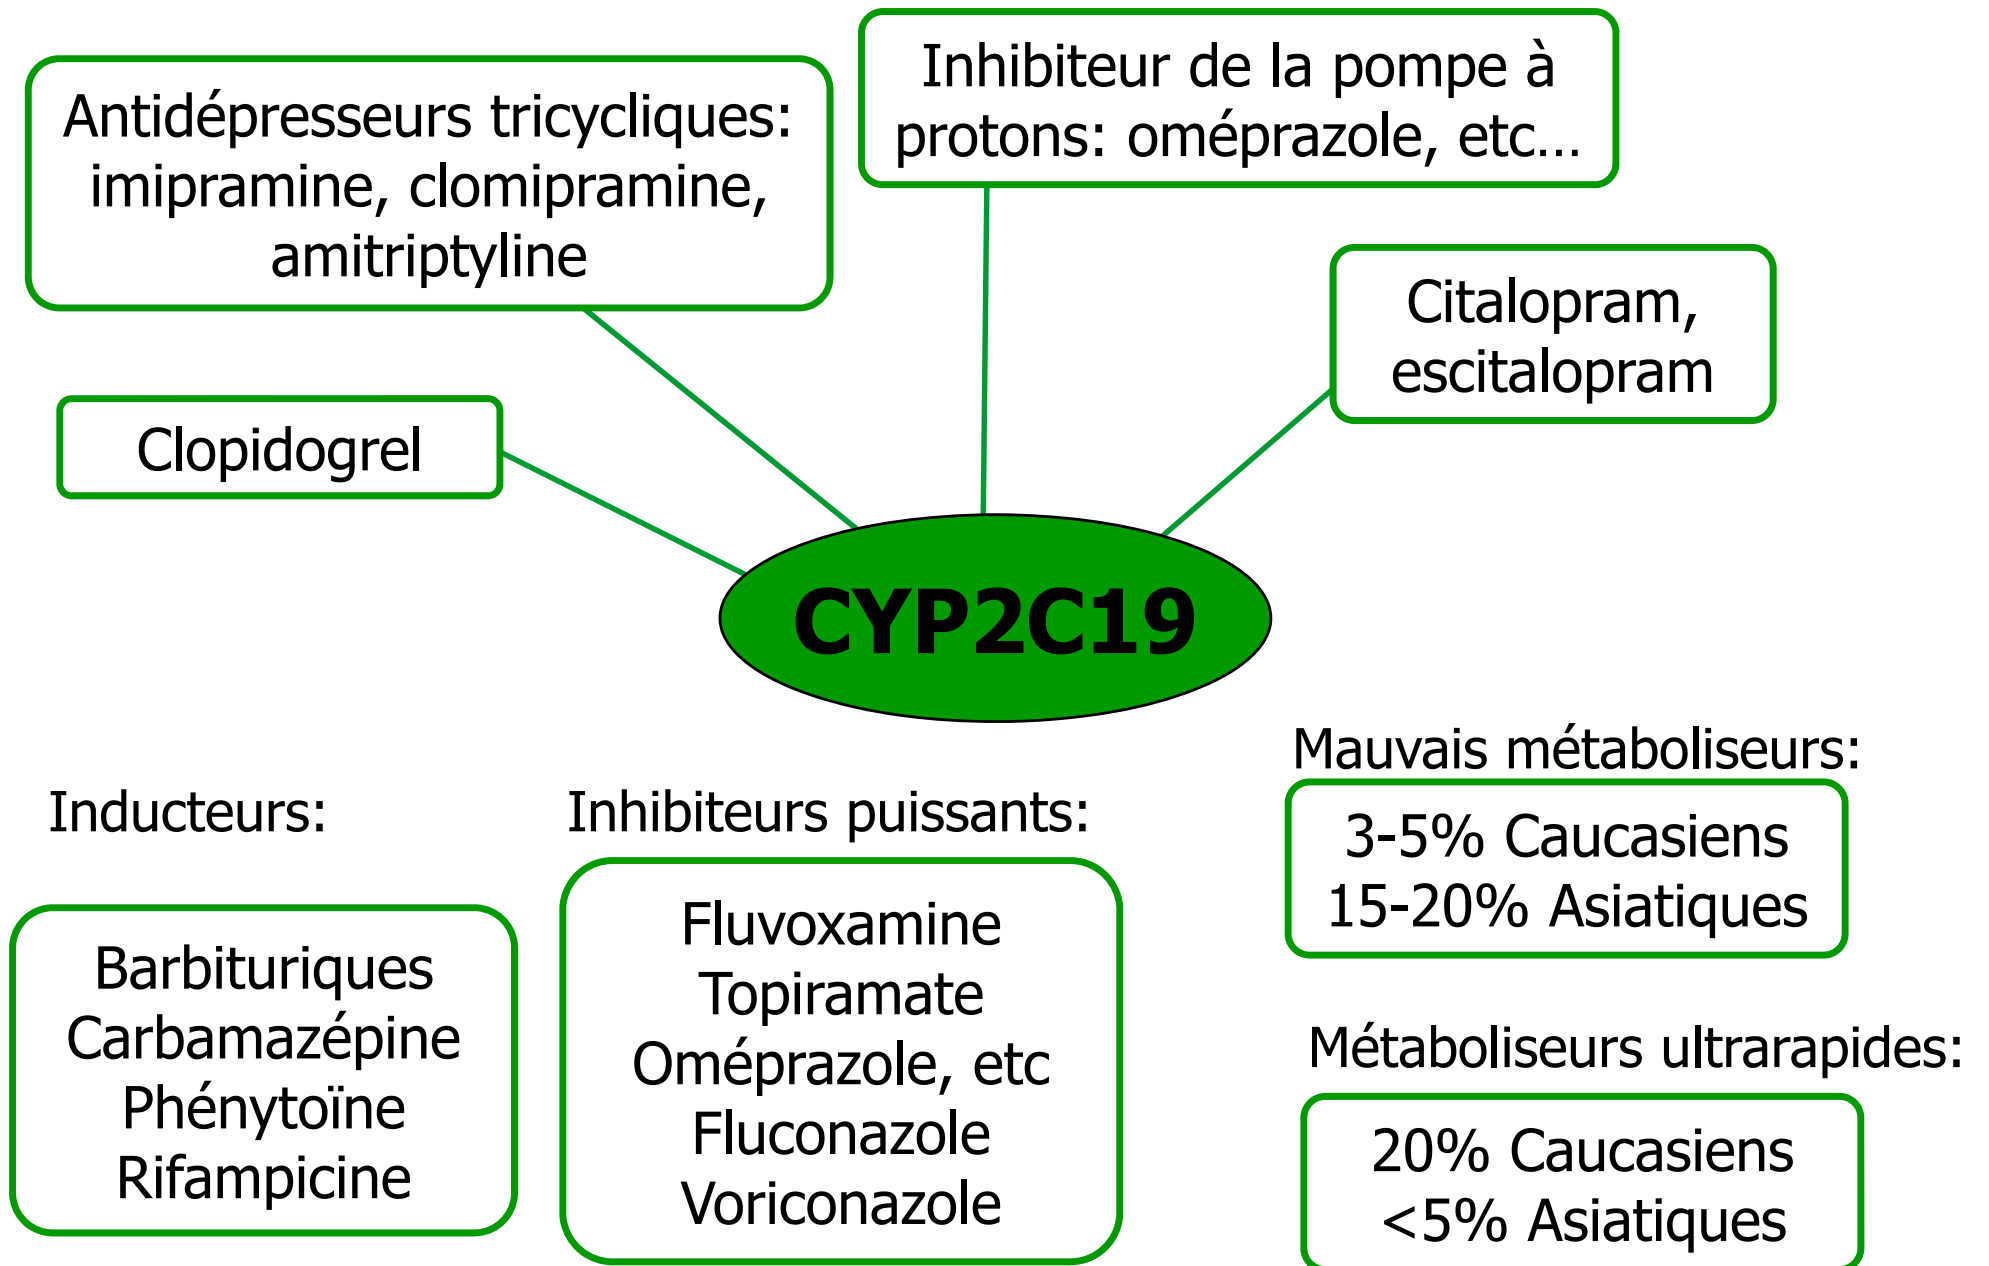 Antidépresseurs tricycliques:
imipramine, clomipramine,
amitriptyline
Inhibiteur de la pompe à
protons: oméprazole, etc…
Citalopram,
escitalopram
Clopidogrel
CYP2C19
Inducteurs:
Barbituriques
Carbamazépine
Phénytoïne
Rifampicine
Inhibiteurs puissants:
Fluvoxamine
Topiramate
Oméprazole, etc
Fluconazole
Voriconazole
Mauvais métaboliseurs:
3-5% Caucasiens
15-20% Asiatiques
Métaboliseurs ultrarapides:
20% Caucasiens
<5% Asiatiques